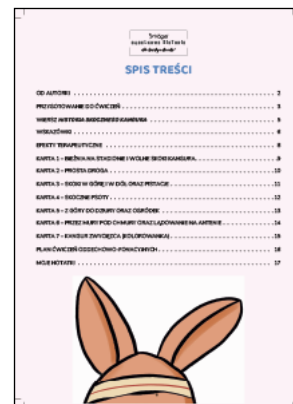 SPIS TREŚCI
OD AUTORKI 2
PRZYGOTOWANIE DO ĆWICZEŃ 3
WIERSZ HISTORIA SKOCZNEGO KANGURA 5
WSKAZÓWKI 6
EFEKTY TERAPEUTYCZNE 8
KARTA 1 – BIEŻNIA NA STADIONIE I WOLNE SKOKI KANGURA 9
KARTA 2 – PROSTA DROGA 10
KARTA 3 – SKOKI W GÓRĘ I W DÓŁ ORAZ PISTACJE 11
KARTA 4 – SKOCZNE PSOTY 12
KARTA 5 – Z GÓRY DO DZIURY ORAZ OGRÓDEK 13
KARTA 6 – PRZEZ MURY POD CHMURY ORAZ LĄDOWANIE NA ANTENIE 14
KARTA 7 – KANGUR ZWYCIĘZCA (KOLOROWANKA) 15
PLAN ĆWICZEŃ ODDECHOWO-FONACYJNYCH 16
MOJE NOTATKI 17